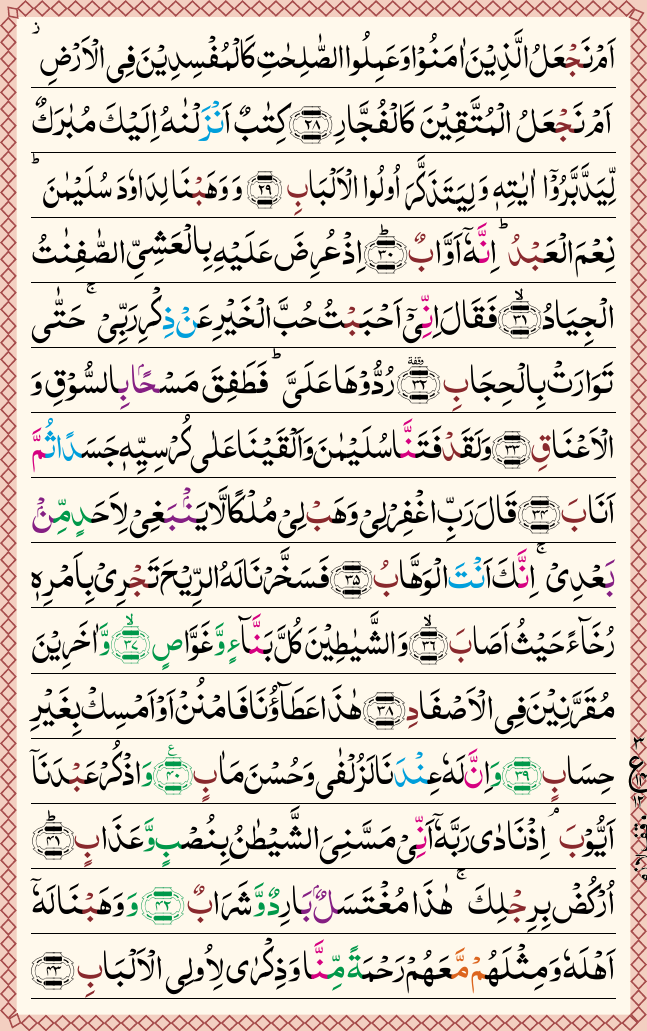 اَمْ نَجْعَلُ الَّذِیْنَ اٰمَنُوْا وَ عَمِلُوا الصّٰلِحٰتِ كَالْمُفْسِدِیْنَ فِی الْاَرْضِ ؗ
اَمْ نَجْعَلُ الْمُتَّقِیْنَ كَالْفُجَّارِ ﴿۲۸﴾ كِتٰبٌ اَنْزَلْنٰهُ اِلَیْكَ مُبٰرَكٌ
لِّیَدَّبَّرُوْۤا اٰیٰتِهٖ وَ لِیَتَذَكَّرَ اُولُوا الْاَلْبَابِ ﴿۲۹﴾ وَ وَهَبْنَا لِدَاوٗدَ سُلَیْمٰنَ ؕ
نِعْمَ الْعَبْدُ ؕ اِنَّهٗۤ اَوَّابٌ ﴿۳۰﴾ اِذْ عُرِضَ عَلَیْهِ بِالْعَشِیِّ الصّٰفِنٰتُ
الْجِیَادُ ﴿۳۱﴾ۙ فَقَالَ اِنِّیْۤ اَحْبَبْتُ حُبَّ الْخَیْرِ عَنْ ذِكْرِ رَبِّیْ ۚ حَتّٰی
تَوَارَتْ بِالْحِجَابِ ﴿۳۲﴾ وقفة رُدُّوْهَا عَلَیَّ ؕ فَطَفِقَ مَسْحًۢا بِالسُّوْقِ وَ
الْاَعْنَاقِ ﴿۳۳﴾ وَ لَقَدْ فَتَنَّا سُلَیْمٰنَ وَ اَلْقَیْنَا عَلٰی كُرْسِیِّهٖ جَسَدًا ثُمَّ
اَنَابَ ﴿۳۴﴾ قَالَ رَبِّ اغْفِرْ لِیْ وَ هَبْ لِیْ مُلْكًا لَّا یَنْۢبَغِیْ لِاَحَدٍ مِّنْۢ
بَعْدِیْ ۚ اِنَّكَ اَنْتَ الْوَهَّابُ ﴿۳۵﴾ فَسَخَّرْنَا لَهُ الرِّیْحَ تَجْرِیْ بِاَمْرِهٖ
رُخَآءً حَیْثُ اَصَابَ ﴿۳۶﴾ۙ وَ الشَّیٰطِیْنَ كُلَّ بَنَّآءٍ وَّ غَوَّاصٍ ﴿۳۷﴾ۙ وَّ اٰخَرِیْنَ
مُقَرَّنِیْنَ فِی الْاَصْفَادِ ﴿۳۸﴾ هٰذَا عَطَآؤُنَا فَامْنُنْ اَوْ اَمْسِكْ بِغَیْرِ
حِسَابٍ ﴿۳۹﴾ وَ اِنَّ لَهٗ عِنْدَنَا لَزُلْفٰی وَ حُسْنَ مَاٰبٍ ﴿۴۰﴾ع وَ اذْكُرْ عَبْدَنَاۤ
اَیُّوْبَ ۘ اِذْ نَادٰی رَبَّهٗۤ اَنِّیْ مَسَّنِیَ الشَّیْطٰنُ بِنُصْبٍ وَّ عَذَابٍ ﴿۴۱﴾ؕ
اُرْكُضْ بِرِجْلِكَ ۚ هٰذَا مُغْتَسَلٌۢ بَارِدٌ وَّ شَرَابٌ ﴿۴۲﴾ وَ وَهَبْنَا لَهٗۤ
اَهْلَهٗ وَ مِثْلَهُمْ مَّعَهُمْ رَحْمَةً مِّنَّا وَ ذِكْرٰی لِاُولِی الْاَلْبَابِ ﴿۴۳﴾